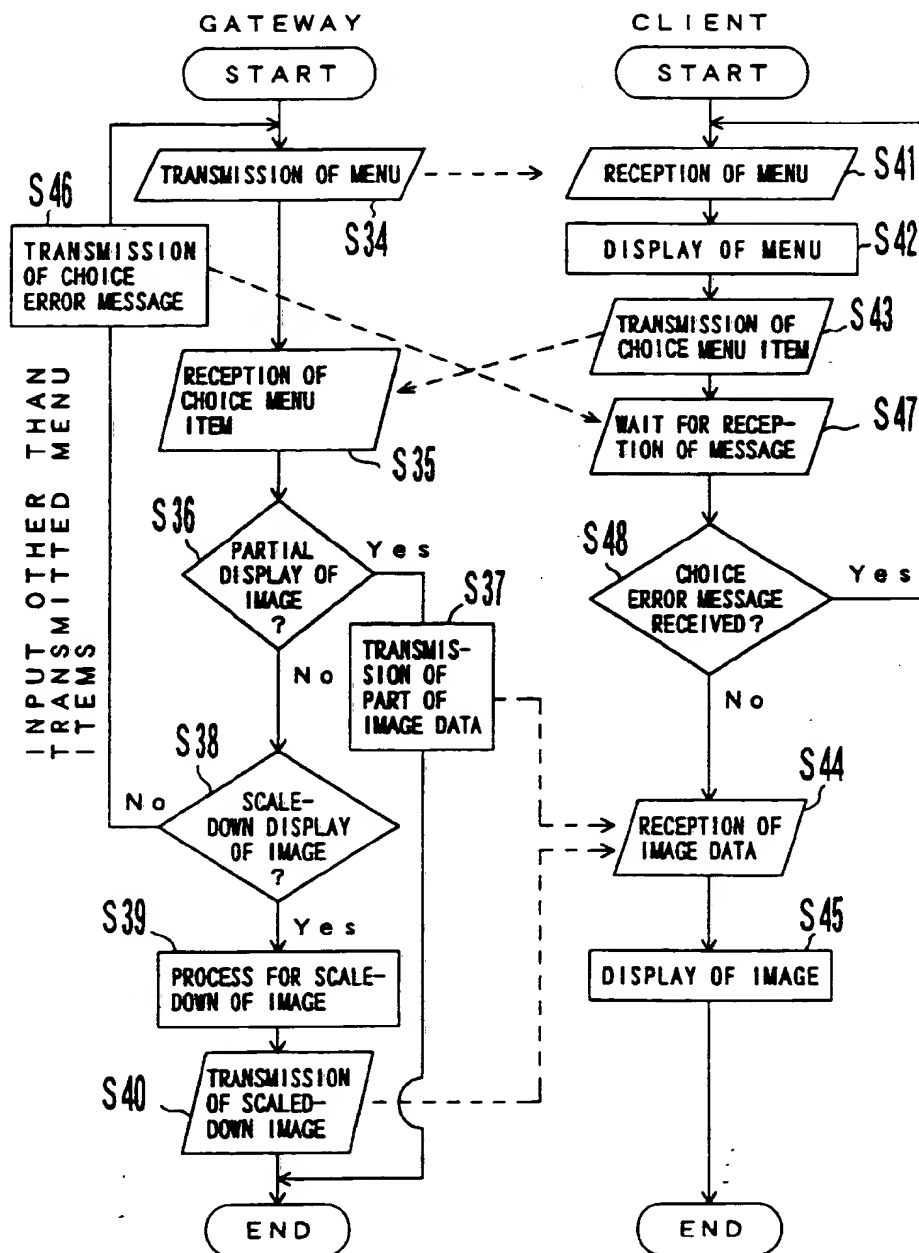 GATEWAY
CLIENT
START
START
TRANSMISSION OF MENU
S34
RECEPTION OF MENU
S41
S46
TRANSMISSION
OF CHOICE
ERROR MESSAGE
DISPLAY OF MENU
S42
TRANSMISSION OF
CHOICE MENU ITEM
S43
RECEPTION OF
CHOICE MENU
ITEM
S35
WAIT FOR RECEP-
TION OF MESSAGE
S47
INPUT OTHER THAN
TRANSMITTED MENU
ITEMS
S36
PARTIAL
DISPLAY OF
IMAGE
?
Yes
No
S37
TRANSMIS-
SION OF
PART OF
IMAGE DATA
S48
CHOICE
ERROR MESSAGE
RECEIVED?
Yes
No
S38
SCALE-
DOWN DISPLAY
OF IMAGE
?
No
Yes
S44
RECEPTION OF
IMAGE DATA
S39
PROCESS FOR SCALE-
DOWN OF IMAGE
S45
DISPLAY OF IMAGE
S40
TRANSMISSION
OF SCALED-
DOWN IMAGE
END
END